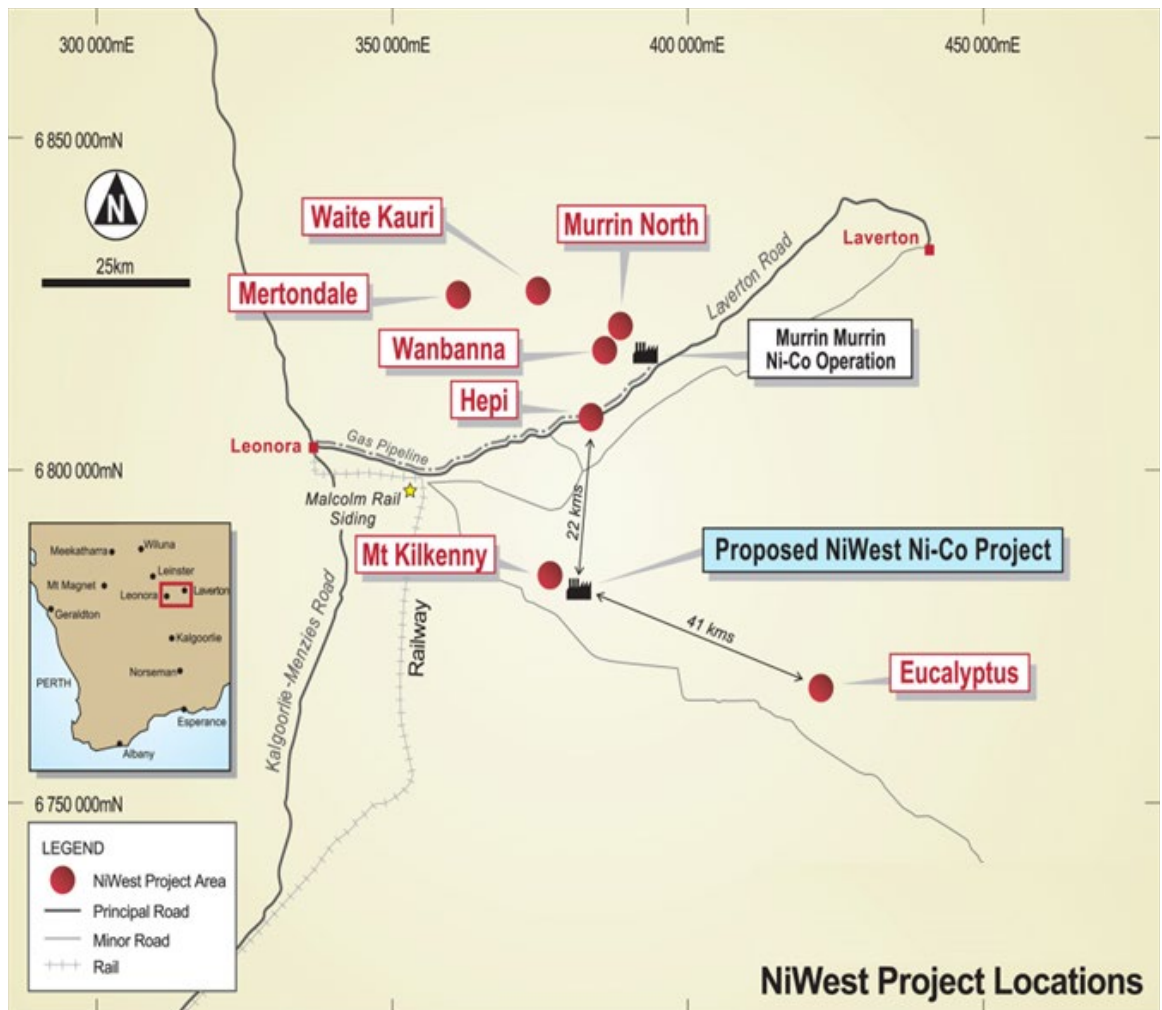 300 000mE
350 000mE
400 000mE
450 000mE
6 850 000mN
N
25km
Waite Kauri
Murrin North
Laverton
Mertondale
Laverton Road
Wanbanna
Murrin Murrin
Ni-Co Operation
Hepi
Leonora
Gas Pipeline
6 800 000mN
Malcolm Rail
Siding
22 kms
Mt Kilkenny
Proposed NiWest Ni-Co Project
41 kms
Eucalyptus
Kalgoorlie-Menzies Road
Railway
Meekatharra
Wiluna
Leinster
Mt Magnet
Leonora
Laverton
Geraldton
Kalgoorlie
Norseman
PERTH
Esperance
Albany
6 750 000mN
LEGEND
NiWest Project Area
Principal Road
Minor Road
Rail
NiWest Project Locations